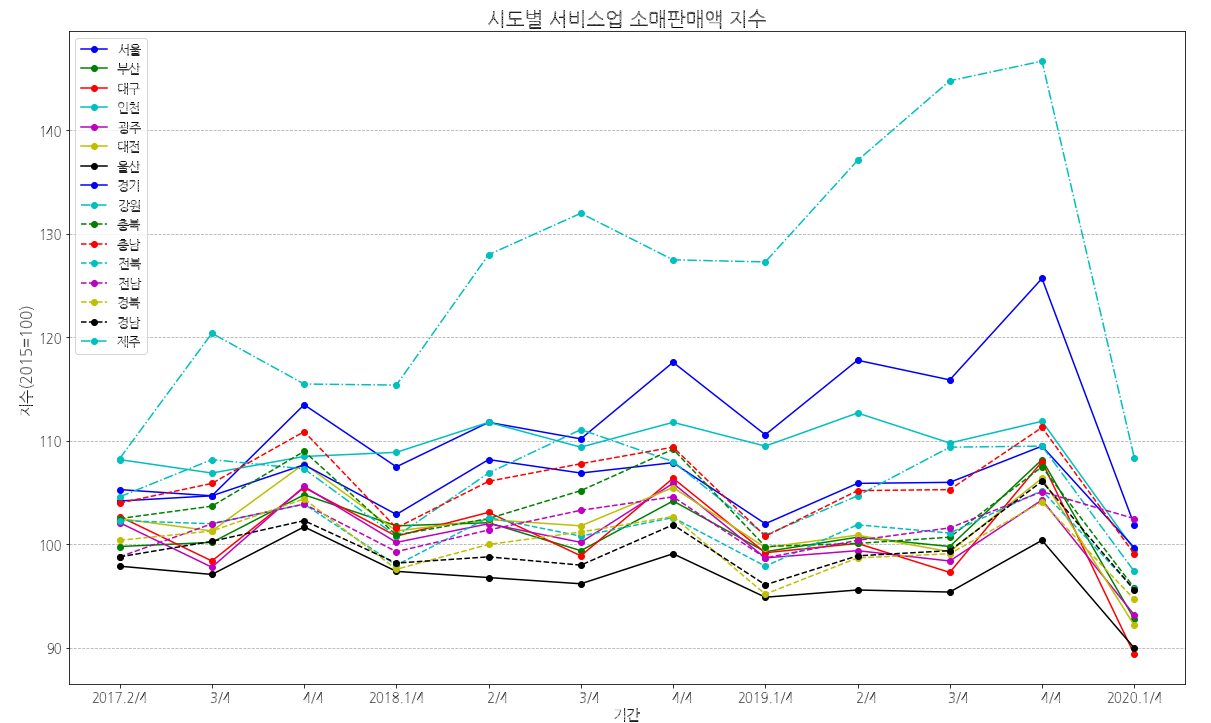 시도별 서비스업 소매판매액 지수
서울
부산
대구
인천
광주
대전
울산
경기
강원
충북
충남
전북
전남
경북
경남
제주
지수(2015=100)
140
130
120
110
100
90
2017.2/4 3/4 4/4 2018.1/4 2/4 3/4 4/4 2019.1/4 2/4 3/4 4/4 2020.1/4
기간